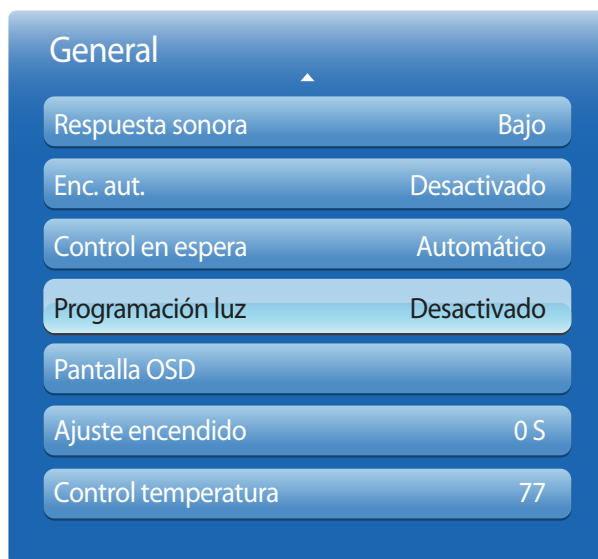 General
Respuesta sonora Bajo
Enc. aut. Desactivado
Control en espera Automático
Programación luz Desactivado
Pantalla OSD
Ajuste encendido 0 S
Control temperatura 77